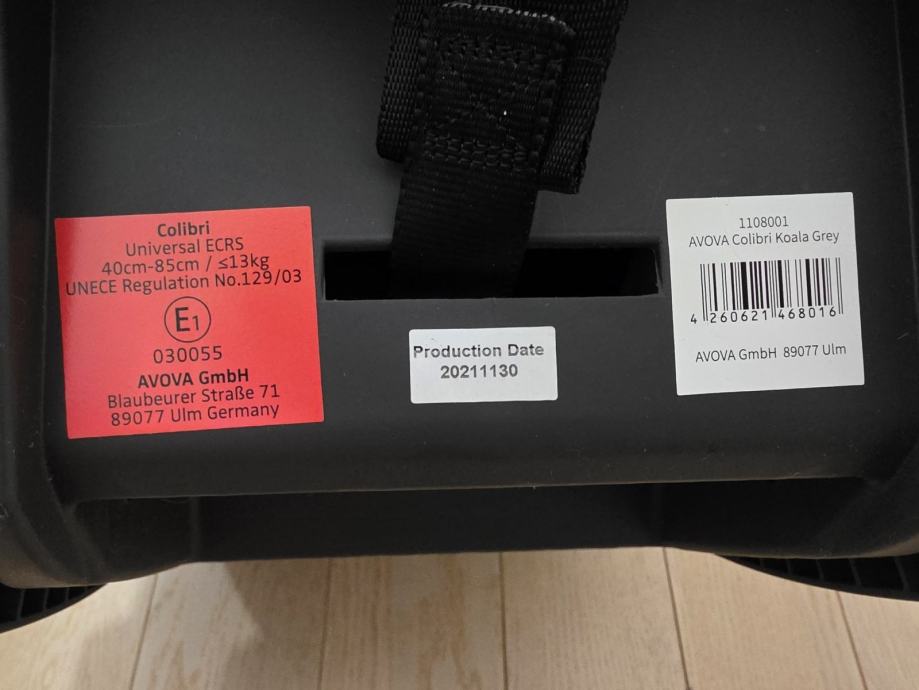 Colibri
Universal ECRS
40cm-85cm / ≤13kg
UNECE Regulation No.129/03
E1
030055
AVOVA GmbH
Blaubeurer Straße 71
89077 Ulm Germany
Production Date
20211130
1108001
AVOVA Colibri Koala Grey
4 260621 468016
AVOVA GmbH 89077 Ulm